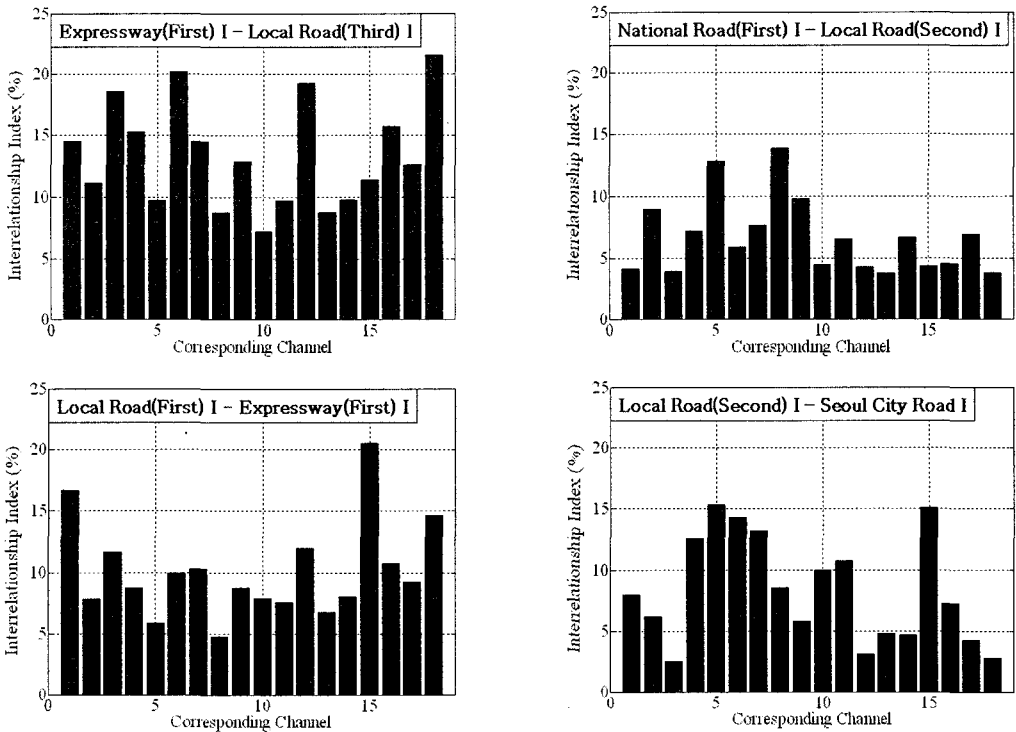 Expressway(First) I - Local Road(Third) I
Interrelationship Index (%)
25
20
15
10
5
0
0 5 10 15
Corresponding Channel
National Road(First) I - Local Road(Second) I
Interrelationship Index (%)
25
20
15
10
5
0
0 5 10 15
Corresponding Channel
Local Road(First) I - Expressway(First) I
Interrelationship Index (%)
25
20
15
10
5
0
0 5 10 15
Corresponding Channel
Local Road(Second) I - Seoul City Road I
Interrelationship Index (%)
25
20
15
10
5
0
0 5 10 15
Corresponding Channel